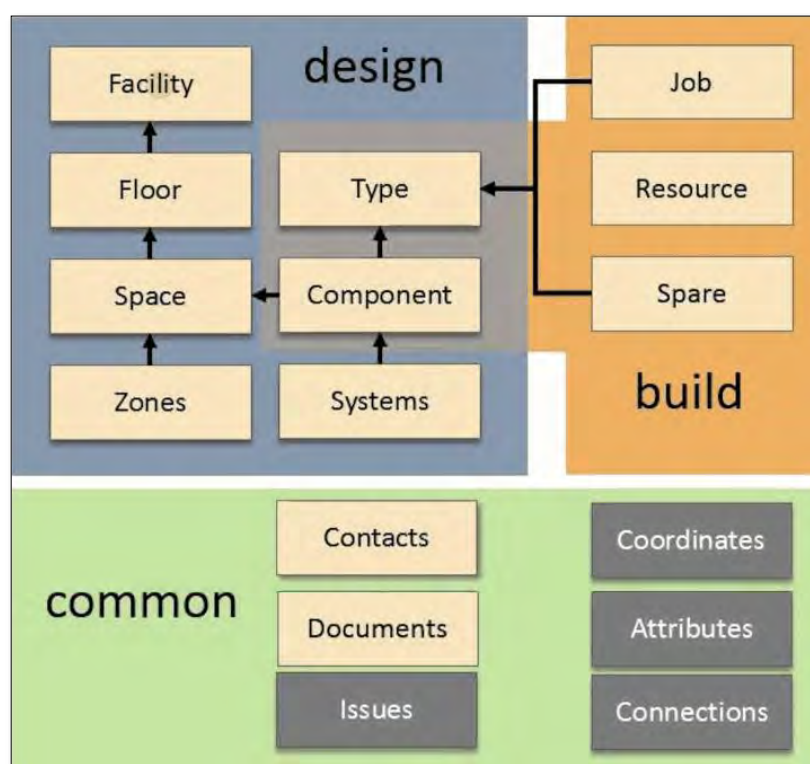 design
Facility
Floor
Space
Zones
Type
Component
Systems
Job
Resource
Spare
build
common
Contacts
Documents
Issues
Coordinates
Attributes
Connections